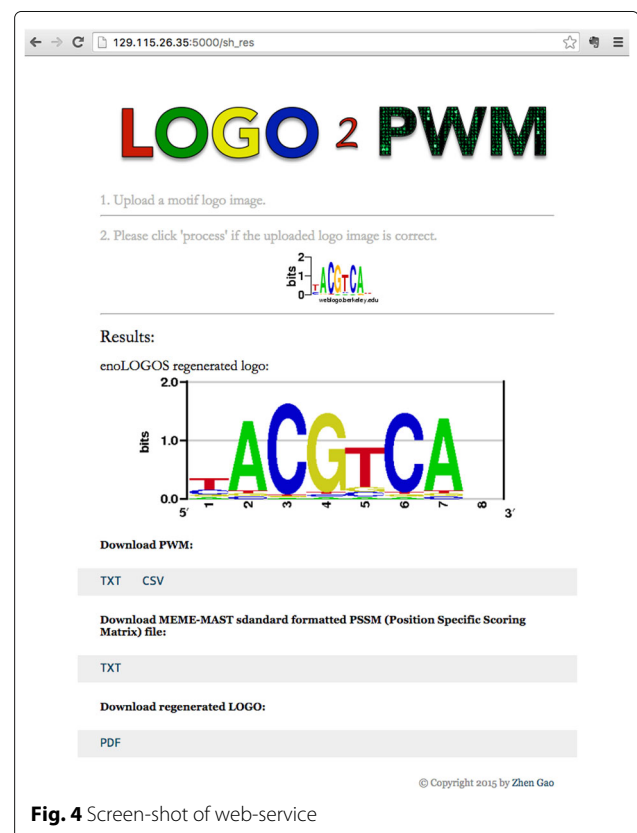 129.115.26.35:5000/sh_res
LOGO 2 PWM
1. Upload a motif logo image.
2. Please click 'process' if the uploaded logo image is correct.
2
bits
1
0
TACGTCA
weblogo.berkeley.edu
Results:
enoLOGOS regenerated logo:
2.0
bits
1.0
0.0
TACGTCA
5′ 1 2 3 4 5 6 7 8 3′
Download PWM:
TXT CSV
Download MEME-MAST sdandard formatted PSSM (Position Specific Scoring
Matrix) file:
TXT
Download regenerated LOGO:
PDF
© Copyright 2015 by Zhen Gao
Fig. 4 Screen-shot of web-service